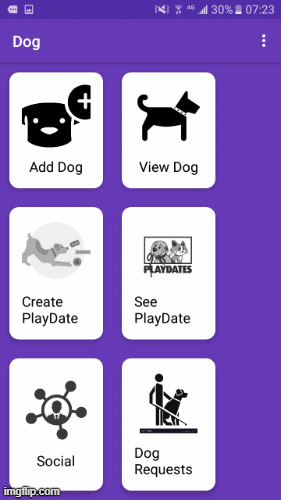 4G 30% 07:23
Dog
Add Dog
View Dog
PLAYDATES
Create
PlayDate
See
PlayDate
Social
Dog
Requests
imgflip.com